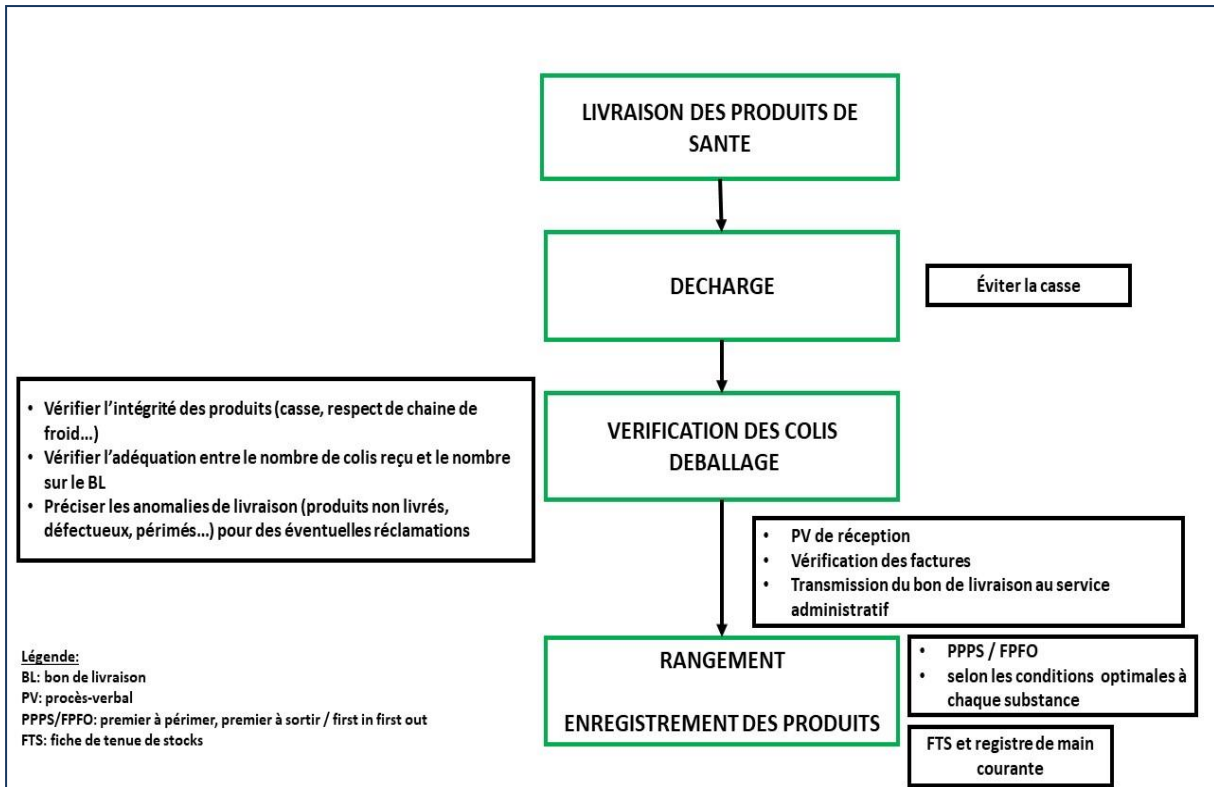 LIVRAISON DES PRODUITS DE
SANTE
DECHARGE
Éviter la casse
• Vérifier l’intégrité des produits (casse, respect de chaine de
froid...)
• Vérifier l’adéquation entre le nombre de colis reçu et le nombre
sur le BL
• Préciser les anomalies de livraison (produits non livrés,
défectueux, périmés...) pour des éventuelles réclamations
VERIFICATION DES COLIS
DEBALLAGE
• PV de réception
• Vérification des factures
• Transmission du bon de livraison au service
administratif
RANGEMENT
ENREGISTREMENT DES PRODUITS
• PPPS / FPFO
• selon les conditions optimales à
chaque substance
FTS et registre de main
courante
Légende:
BL: bon de livraison
PV: procès-verbal
PPPS/FPFO: premier à périmer, premier à sortir / first in first out
FTS: fiche de tenue de stocks